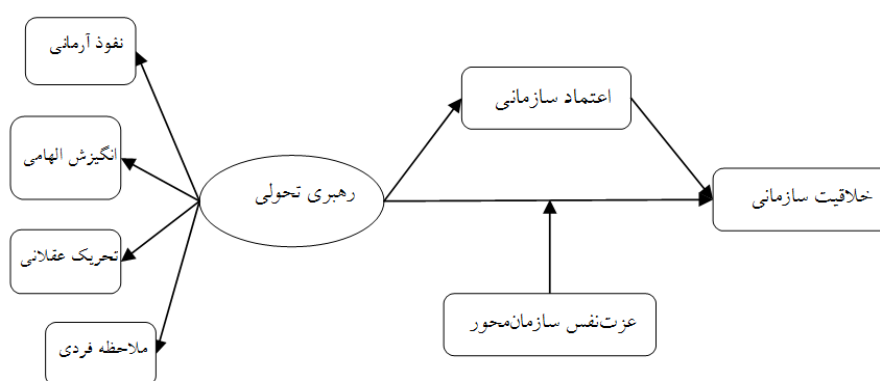 نفوذ آرمانی
انگیزش الهامی
تحریک عقلانی
ملاحظه فردی
رهبری تحولی
اعتماد سازمانی
عزت‌نفس سازمان‌محور
خلاقیت سازمانی